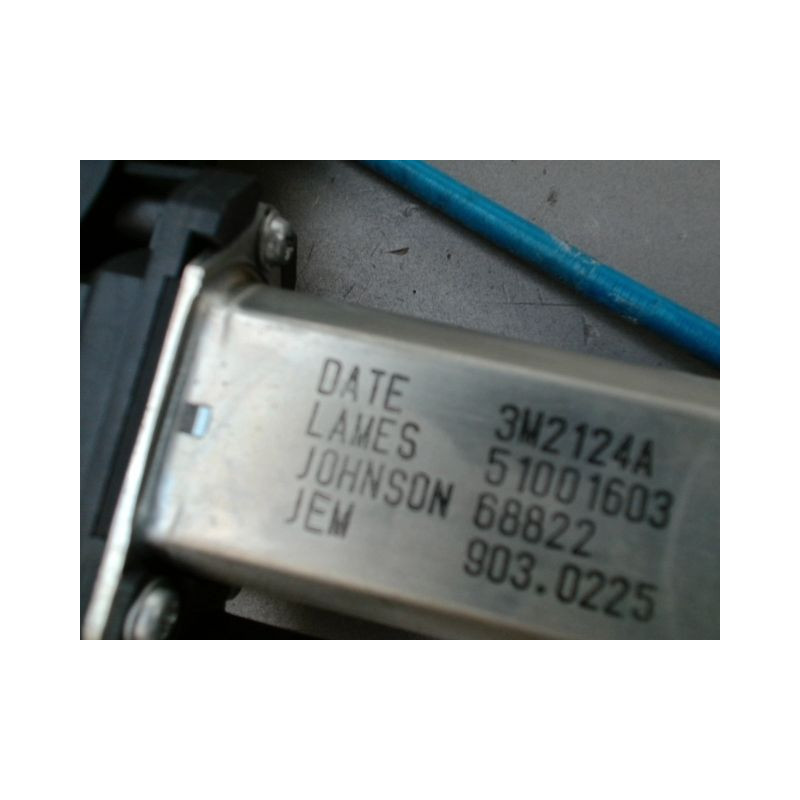 DATE 3M2124A
LAMES 51001603
JOHNSON 68822
JEM 903.0225